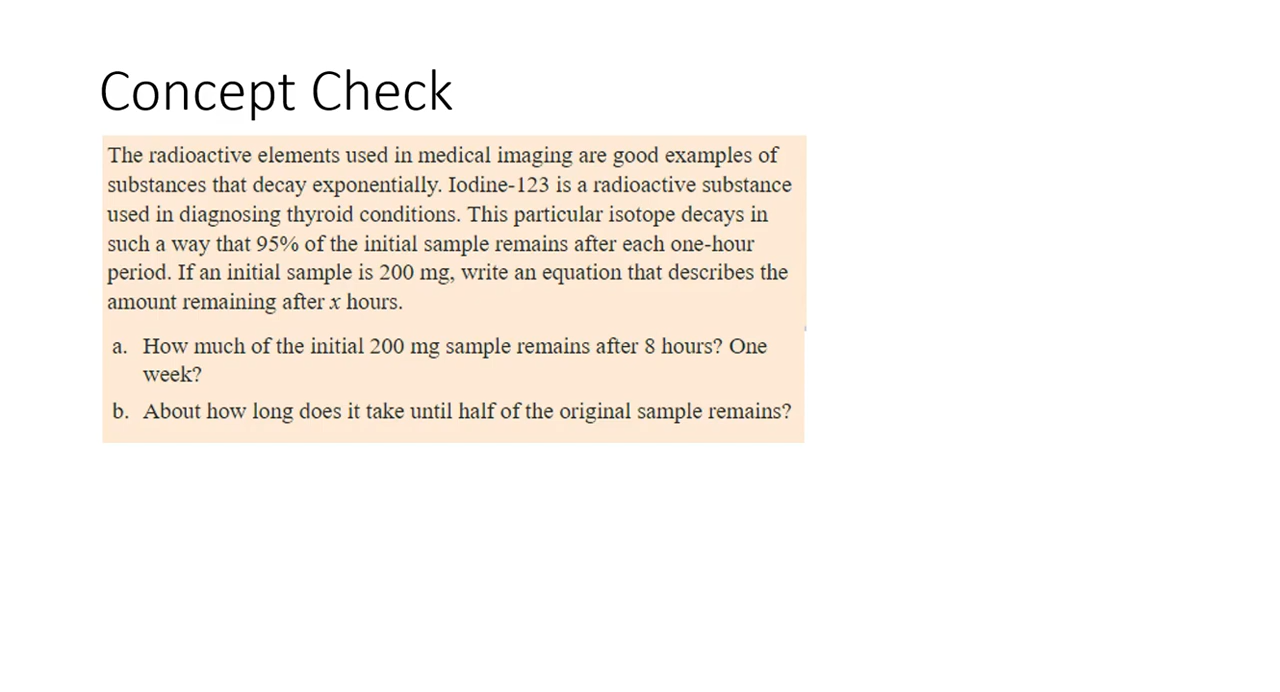 Concept Check
The radioactive elements used in medical imaging are good examples of
substances that decay exponentially. Iodine-123 is a radioactive substance
used in diagnosing thyroid conditions. This particular isotope decays in
such a way that 95% of the initial sample remains after each one-hour
period. If an initial sample is 200 mg, write an equation that describes the
amount remaining after x hours.
a. How much of the initial 200 mg sample remains after 8 hours? One
week?
b. About how long does it take until half of the original sample remains?